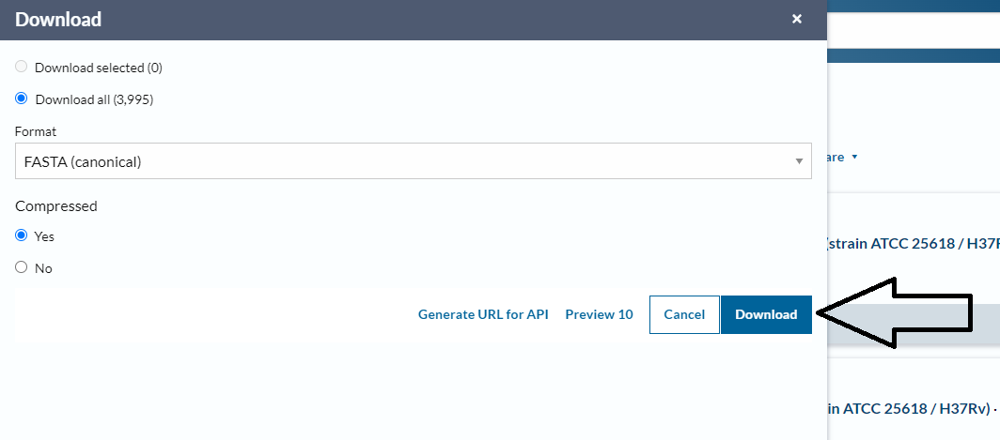 Download
Download selected (0)
Download all (3,995)
Format
FASTA (canonical)
Compressed
Yes
No
Generate URL for API Preview 10 Cancel Download
are
(strain ATCC 25618 / H37R
in ATCC 25618 / H37Rv) ·